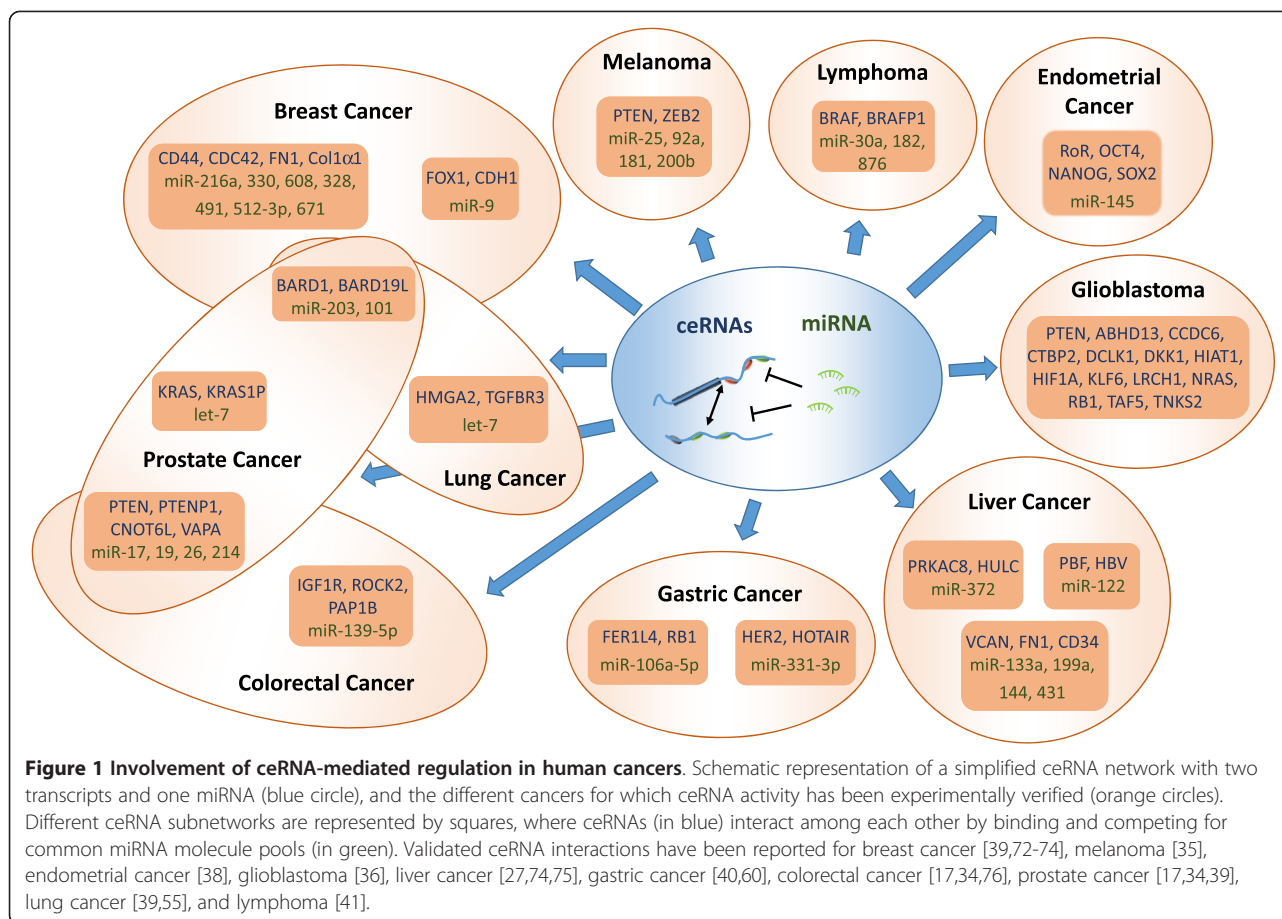 Breast Cancer
CD44, CDC42, FN1, Col1α1
miR-216a, 330, 608, 328,
491, 512-3p, 671
FOX1, CDH1
miR-9
Melanoma
PTEN, ZEB2
miR-25, 92a,
181, 200b
Lymphoma
BRAF, BRAFP1
miR-30a, 182,
876
Endometrial
Cancer
RoR, OCT4,
NANOG, SOX2
miR-145
BARD1, BARD19L
miR-203, 101
ceRNAs
miRNA
Glioblastoma
PTEN, ABHD13, CCDC6,
CTBP2, DCLK1, DKK1, HIAT1,
HIF1A, KLF6, LRCH1, NRAS,
RB1, TAF5, TNKS2
KRAS, KRAS1P
let-7
Prostate Cancer
HMGA2, TGFBR3
let-7
Lung Cancer
PTEN, PTENP1,
CNOT6L, VAPA
miR-17, 19, 26, 214
IGF1R, ROCK2,
PAP1B
miR-139-5p
Colorectal Cancer
Gastric Cancer
FER1L4, RB1
miR-106a-5p
HER2, HOTAIR
miR-331-3p
Liver Cancer
PRKAC8, HULC
miR-372
PBF, HBV
miR-122
VCAN, FN1, CD34
miR-133a, 199a,
144, 431
Figure 1 Involvement of ceRNA-mediated regulation in human cancers. Schematic representation of a simplified ceRNA network with two
transcripts and one miRNA (blue circle), and the different cancers for which ceRNA activity has been experimentally verified (orange circles).
Different ceRNA subnetworks are represented by squares, where ceRNAs (in blue) interact among each other by binding and competing for
common miRNA molecule pools (in green). Validated ceRNA interactions have been reported for breast cancer [39,72-74], melanoma [35],
endometrial cancer [38], glioblastoma [36], liver cancer [27,74,75], gastric cancer [40,60], colorectal cancer [17,34,76], prostate cancer [17,34,39],
lung cancer [39,55], and lymphoma [41].